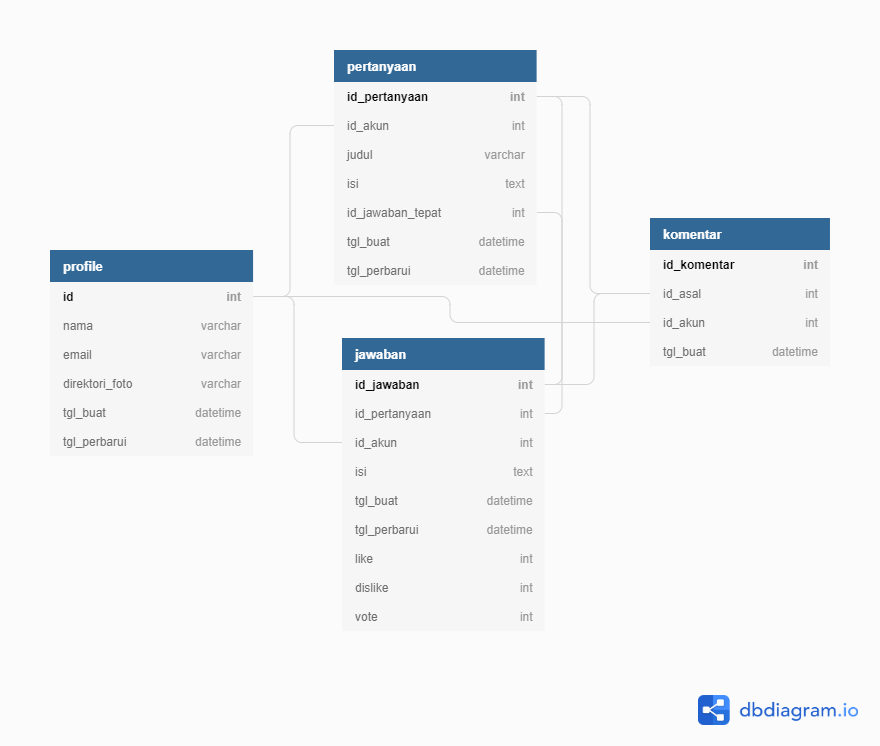 pertanyaan
id_pertanyaan int
id_akun int
judul varchar
isi text
id_jawaban_tepat int
tgl_buat datetime
tgl_perbarui datetime
profile
id int
nama varchar
email varchar
direktori_foto varchar
tgl_buat datetime
tgl_perbarui datetime
jawaban
id_jawaban int
id_pertanyaan int
id_akun int
isi text
tgl_buat datetime
tgl_perbarui datetime
like int
dislike int
vote int
komentar
id_komentar int
id_asal int
id_akun int
tgl_buat datetime
dbdiagram.io